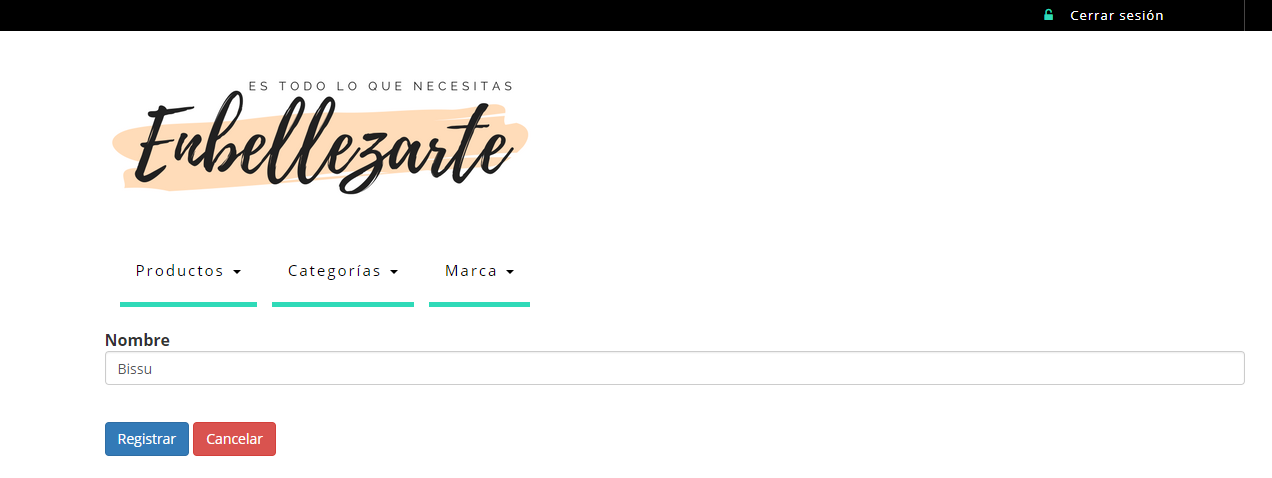 Cerrar sesión
ES TODO LO QUE NECESITAS
Enbellezarte
Productos Categorías Marca
Nombre
Bissu
Registrar Cancelar